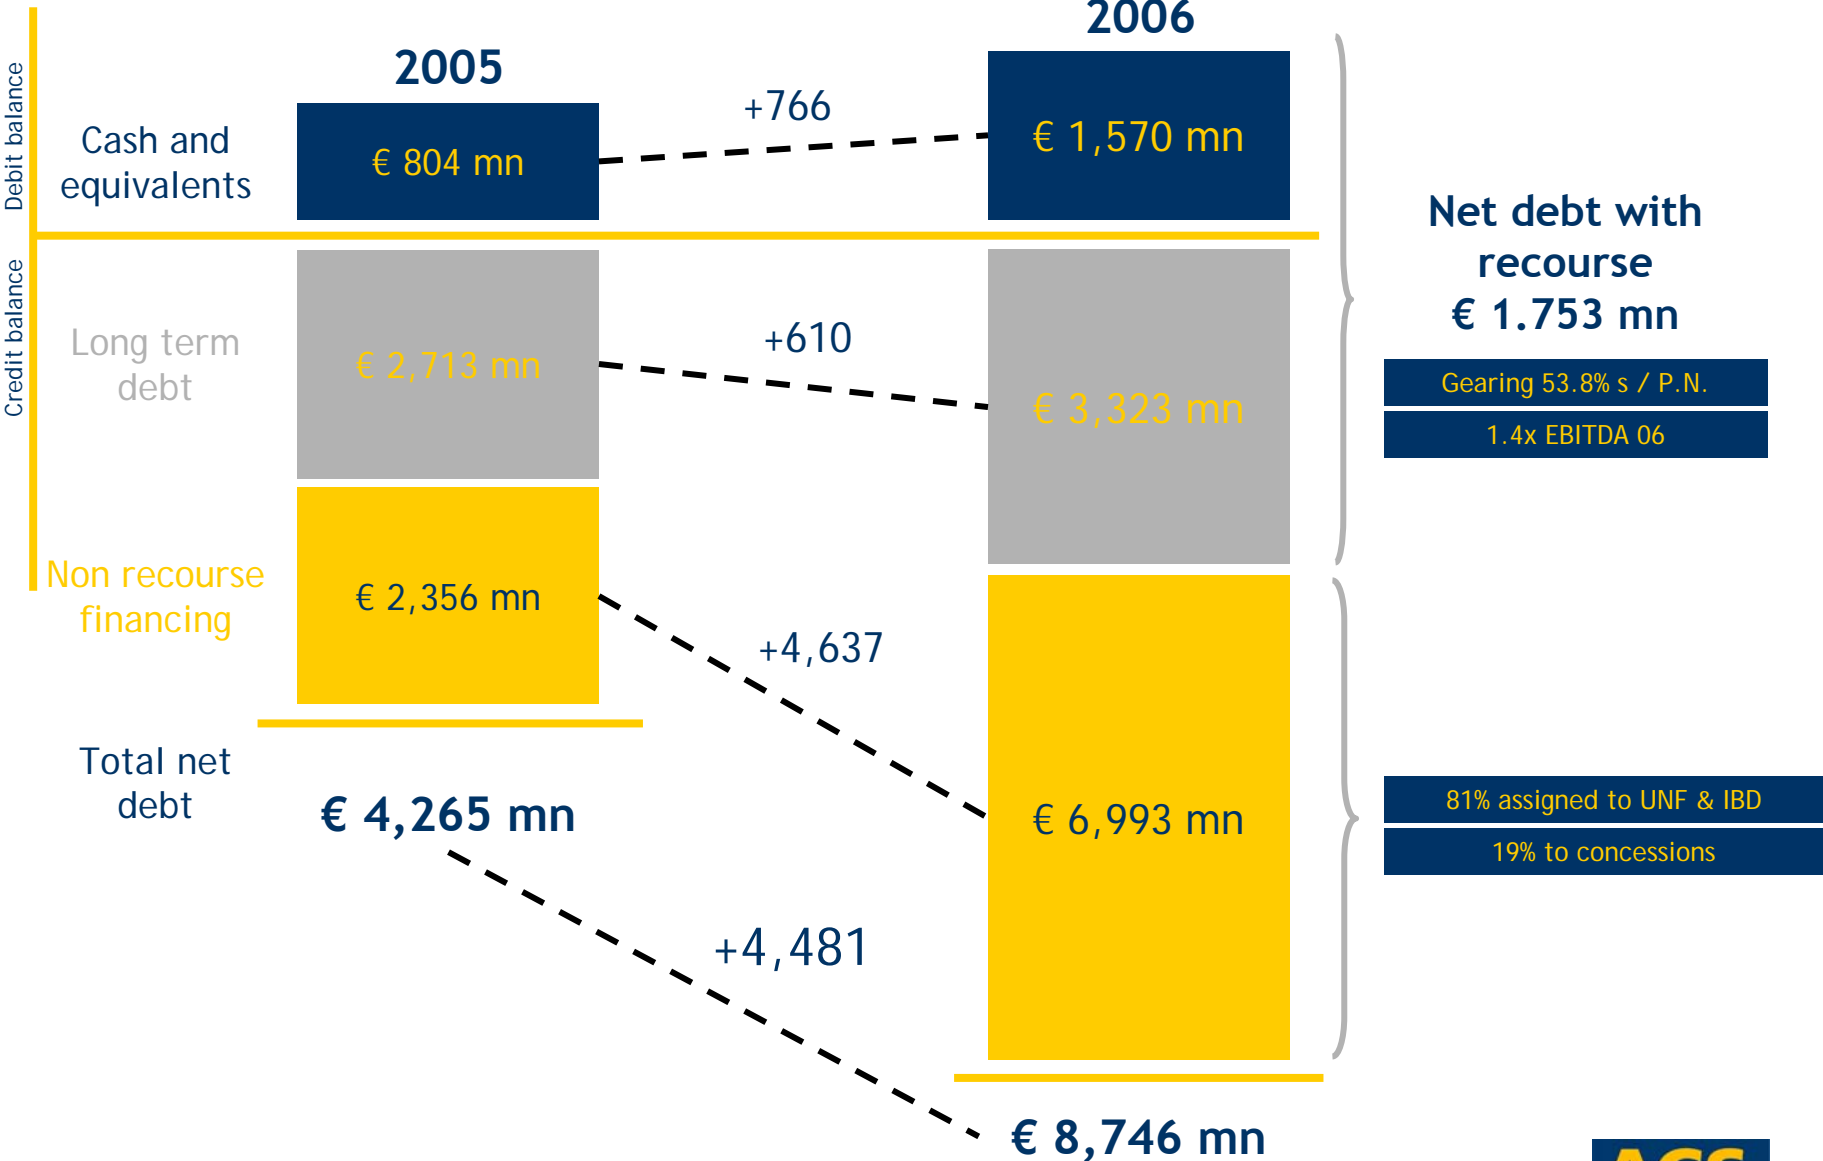 2006
2005
Debit balance
Cash and
equivalents
€ 804 mn
+766
€ 1,570 mn
Credit balance
Long term
debt
€ 2,713 mn
+610
€ 3,323 mn
Net debt with
recourse
€ 1.753 mn
Gearing 53.8% s / P.N.
1.4x EBITDA 06
Non recourse
financing
€ 2,356 mn
+4,637
€ 6,993 mn
81% assigned to UNF & IBD
19% to concessions
Total net
debt
€ 4,265 mn
+4,481
€ 8,746 mn
ACS